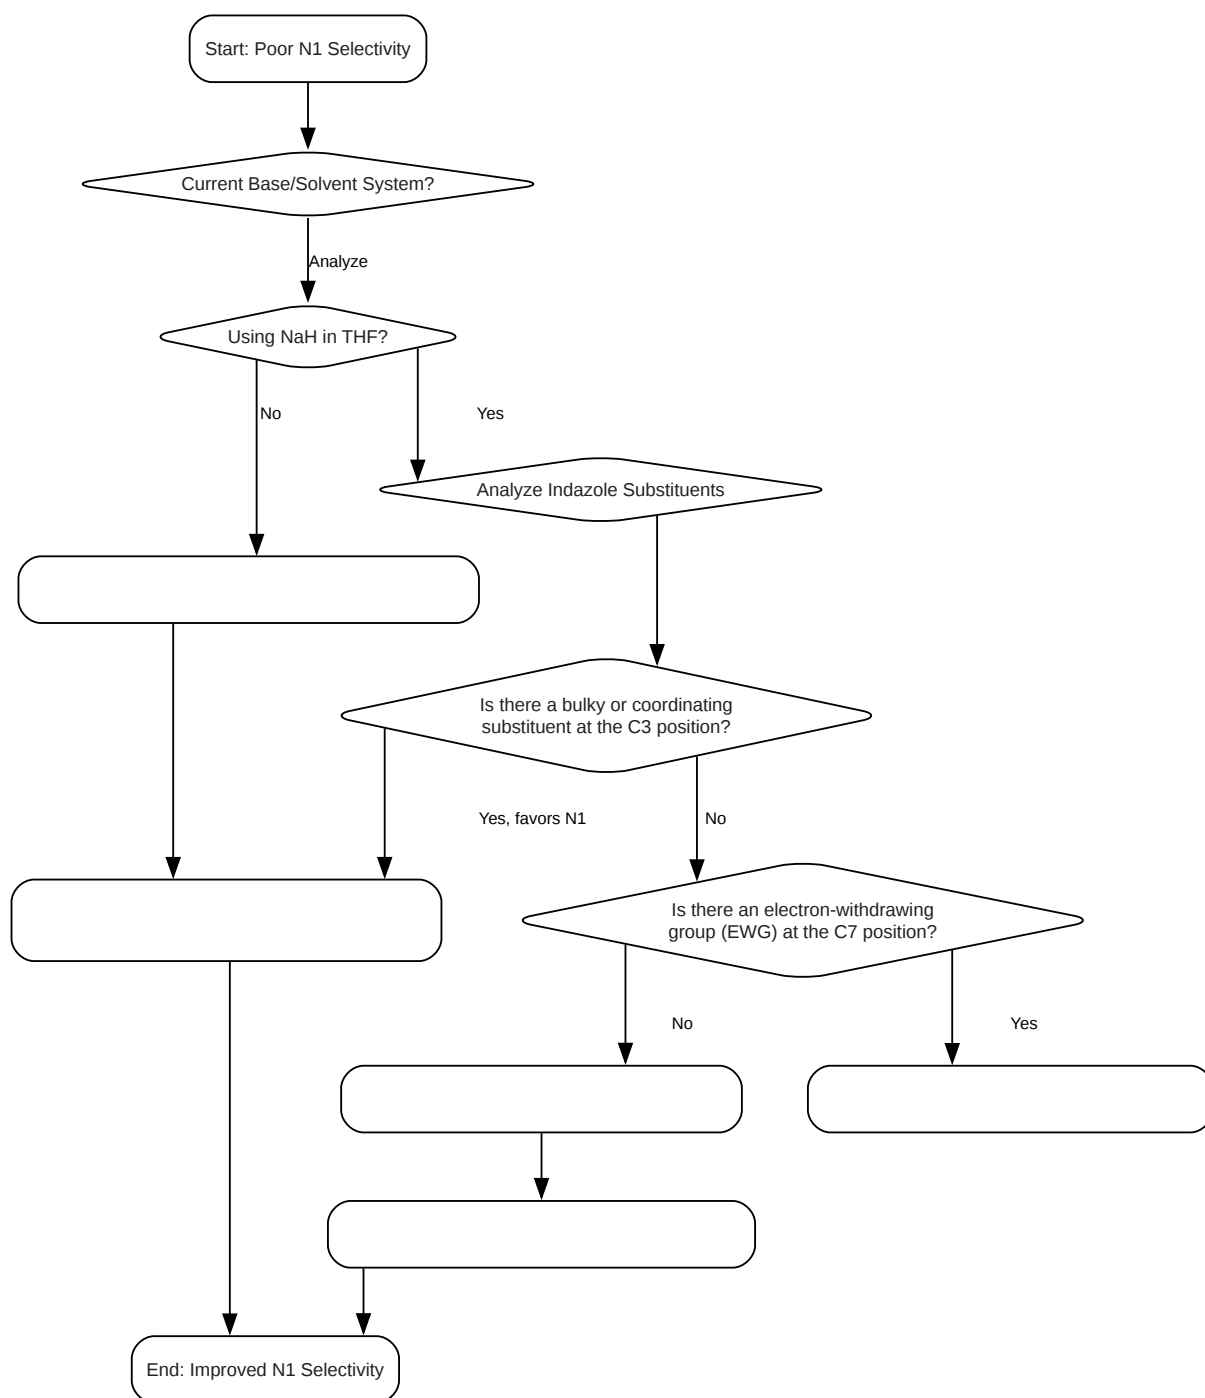 Start: Poor N1 Selectivity
Current Base/Solvent System?
Analyze
Using NaH in THF?
No
Yes
Analyze Indazole Substituents
Is there a bulky or coordinating
substituent at the C3 position?
Yes, favors N1
No
Is there an electron-withdrawing
group (EWG) at the C7 position?
No
Yes
End: Improved N1 Selectivity